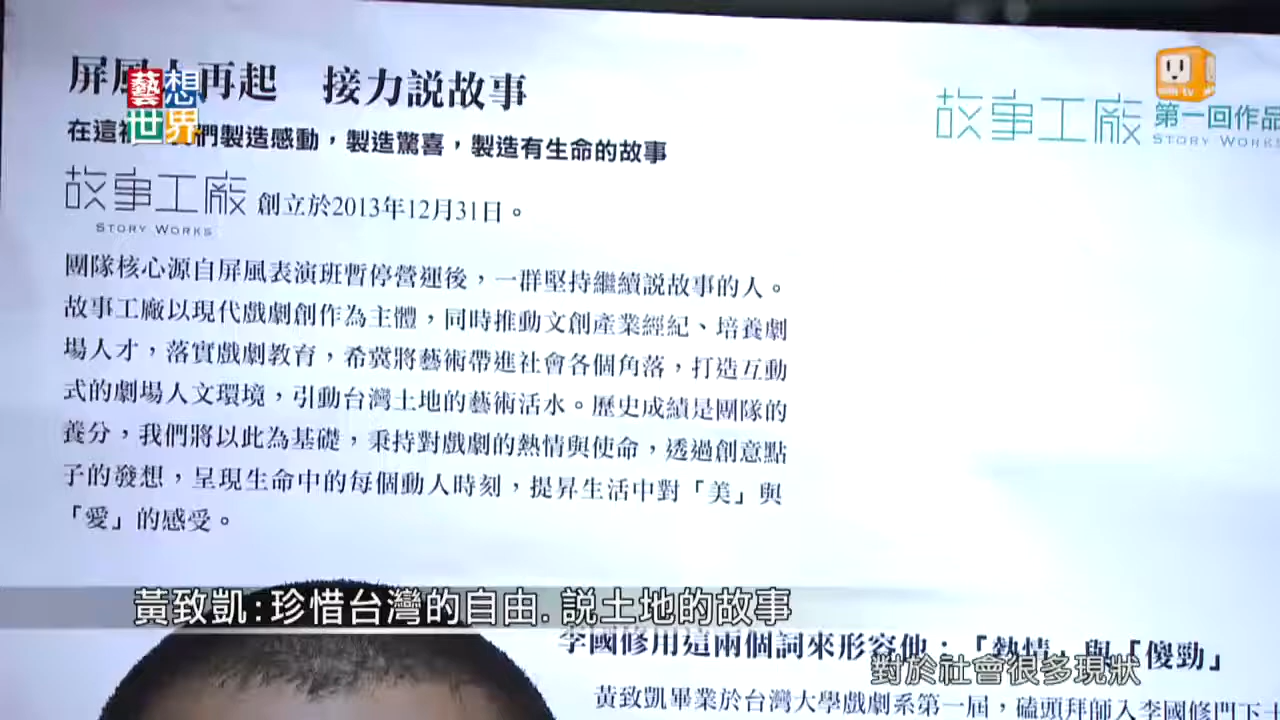 屏風人再起　接力説故事
藝想
世界
在這裡 我們製造感動，製造驚喜，製造有生命的故事
故事工廠 創立於2013年12月31日。
STORY WORKS
故事工廠 第一回作品
STORY WORKS
團隊核心源自屏風表演班暫停營運後，一群堅持繼續説故事的人。
故事工廠以現代戲劇創作為主體，同時推動文創產業經紀、培養劇
場人才，落實戲劇教育，希冀將藝術帶進社會各個角落，打造互動
式的劇場人文環境，引動台灣土地的藝術活水。歷史成績是團隊的
養分，我們將以此為基礎，秉持對戲劇的熱情與使命，透過創意點
子的發想，呈現生命中的每個動人時刻，提昇生活中對「美」與
「愛」的感受。
黃致凱:珍惜台灣的自由.説土地的故事
李國修用這兩個詞來形容他：「熱情」與「傻勁」
對於社會很多現狀
黃致凱畢業於台灣大學戲劇系第一屆，磕頭拜師入李國修門下